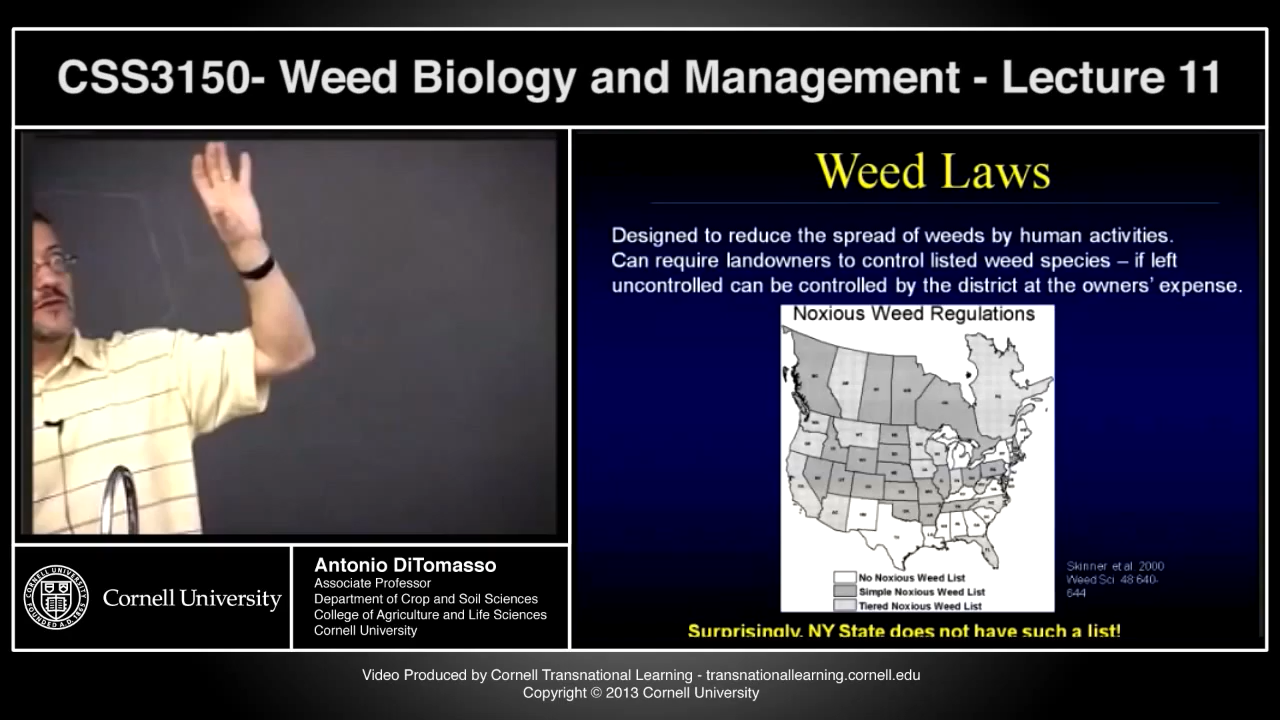 CSS3150- Weed Biology and Management - Lecture 11
Weed Laws
Designed to reduce the spread of weeds by human activities.
Can require landowners to control listed weed species – if left
uncontrolled can be controlled by the district at the owners' expense.
Noxious Weed Regulations
No Noxious Weed List
Simple Noxious Weed List
Tiered Noxious Weed List
Skinner et al 2000
Weed Sci 48:640-
644
Surprisingly, NY State does not have such a list!
Cornell University
Antonio DiTomasso
Associate Professor
Department of Crop and Soil Sciences
College of Agriculture and Life Sciences
Cornell University
Video Produced by Cornell Transnational Learning - transnationallearning.cornell.edu
Copyright © 2013 Cornell University